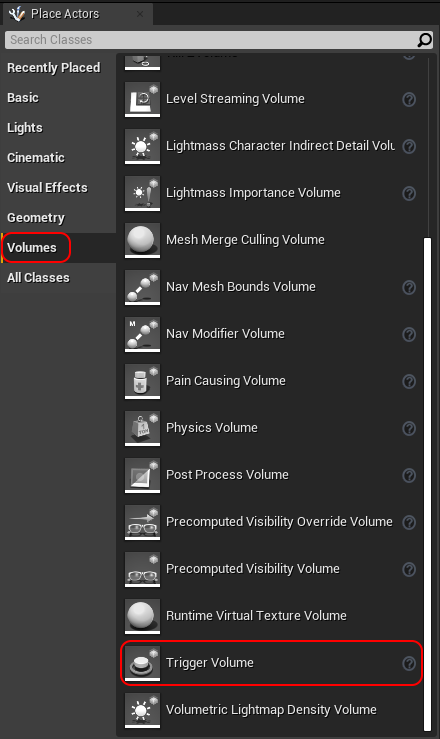 Place Actors
Search Classes
Recently Placed
Basic
Lights
Cinematic
Visual Effects
Geometry
Volumes
All Classes
Level Streaming Volume
Lightmass Character Indirect Detail Volu
Lightmass Importance Volume
Mesh Merge Culling Volume
Nav Mesh Bounds Volume
Nav Modifier Volume
Pain Causing Volume
Physics Volume
Post Process Volume
Precomputed Visibility Override Volume
Precomputed Visibility Volume
Runtime Virtual Texture Volume
Trigger Volume
Volumetric Lightmap Density Volume